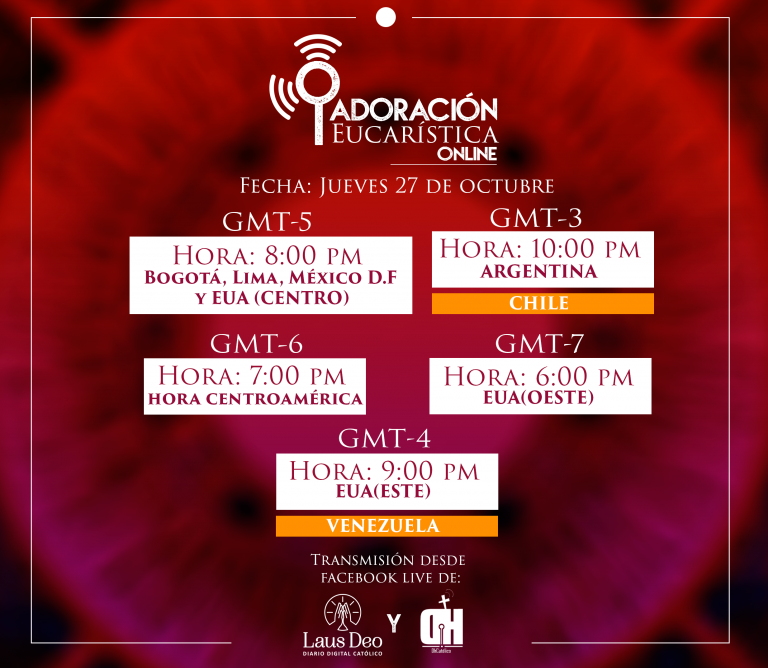 ADORACIÓN
EUCARÍSTICA
ONLINE
FECHA: JUEVES 27 DE OCTUBRE
GMT-5
HORA: 8:00 PM
BOGOTÁ, LIMA, MÉXICO D.F
Y EUA (CENTRO)
GMT-3
HORA: 10:00 PM
ARGENTINA
CHILE
GMT-6
HORA: 7:00 PM
HORA CENTROAMÉRICA
GMT-7
HORA: 6:00 PM
EUA(OESTE)
GMT-4
HORA: 9:00 PM
EUA(ESTE)
VENEZUELA
TRANSMISIÓN DESDE
FACEBOOK LIVE DE:
LAUS DEO
DIARIO DIGITAL CATÓLICO
Y
OH
OhCatólico